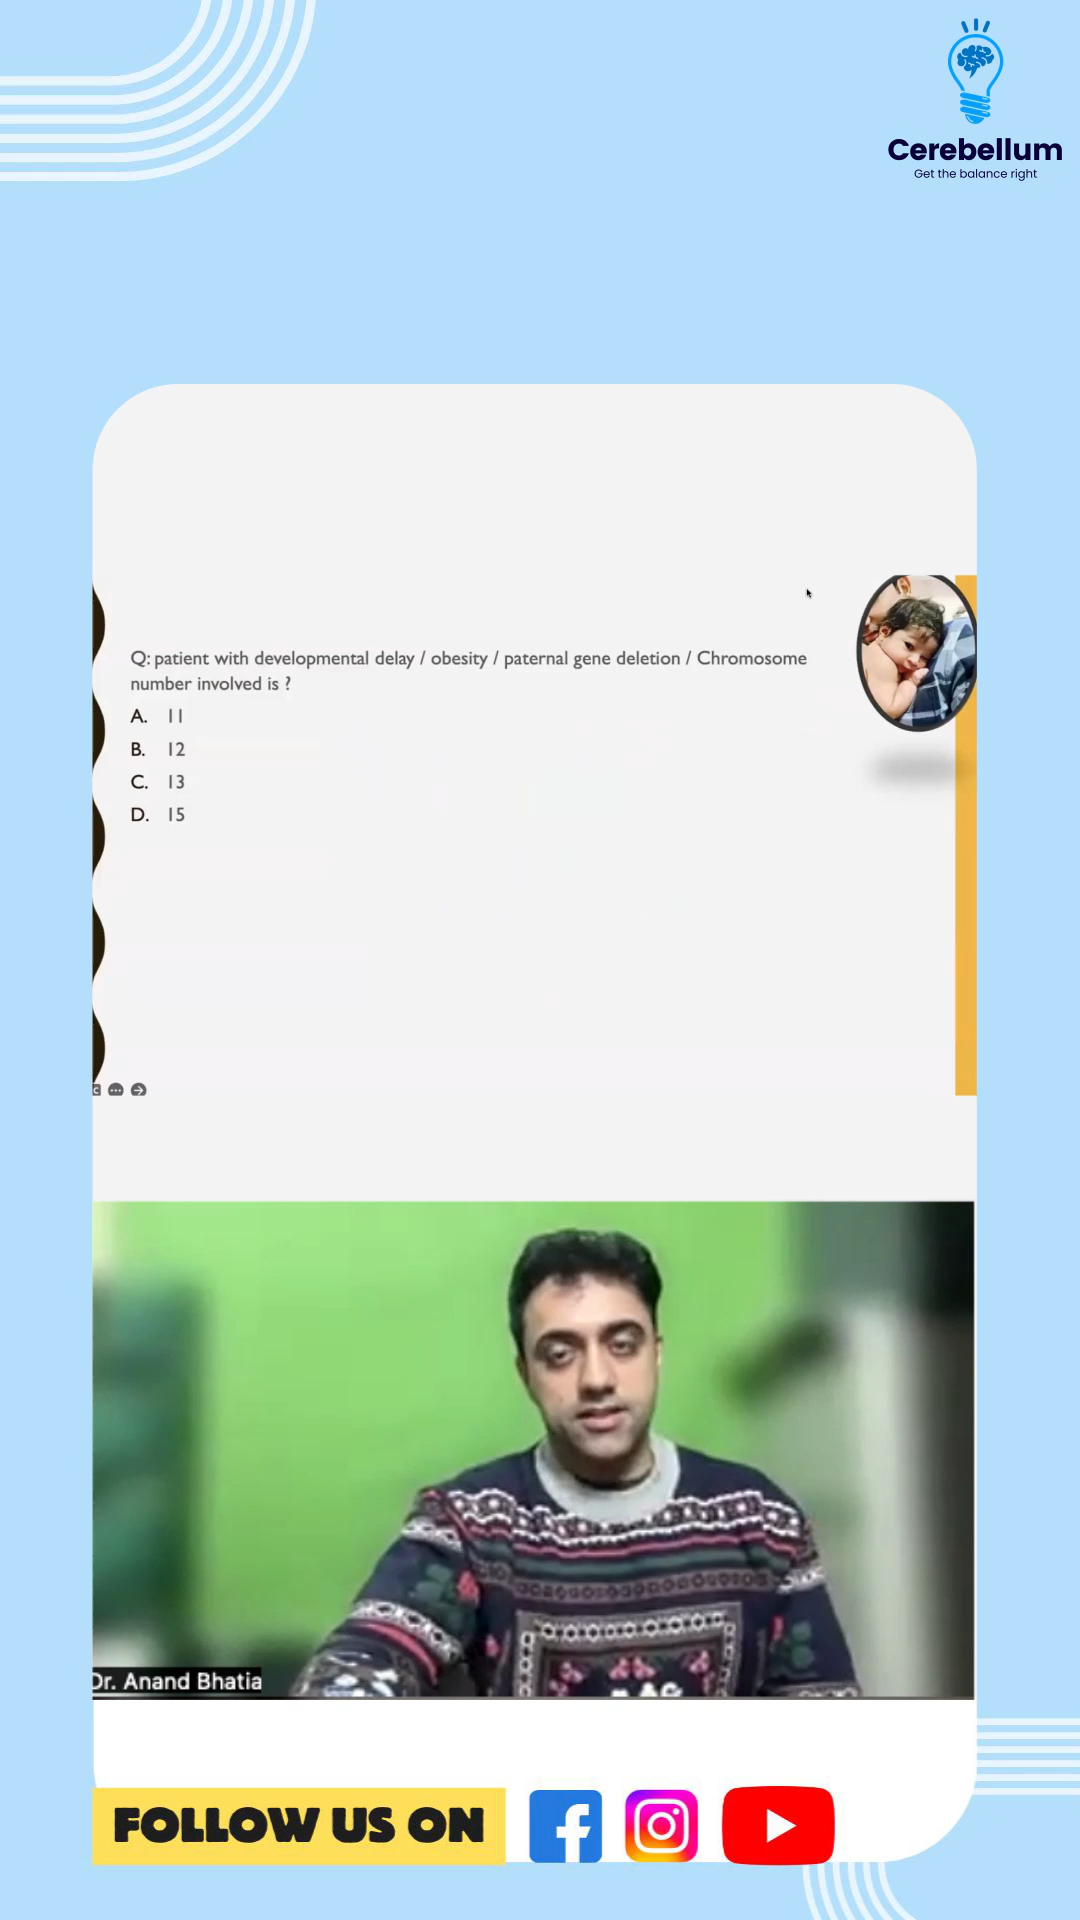 Cerebellum
Get the balance right
Q: patient with developmental delay / obesity / paternal gene deletion / Chromosome
number involved is ?
A. 11
B. 12
C. 13
D. 15
Dr. Anand Bhatia
FOLLOW US ON